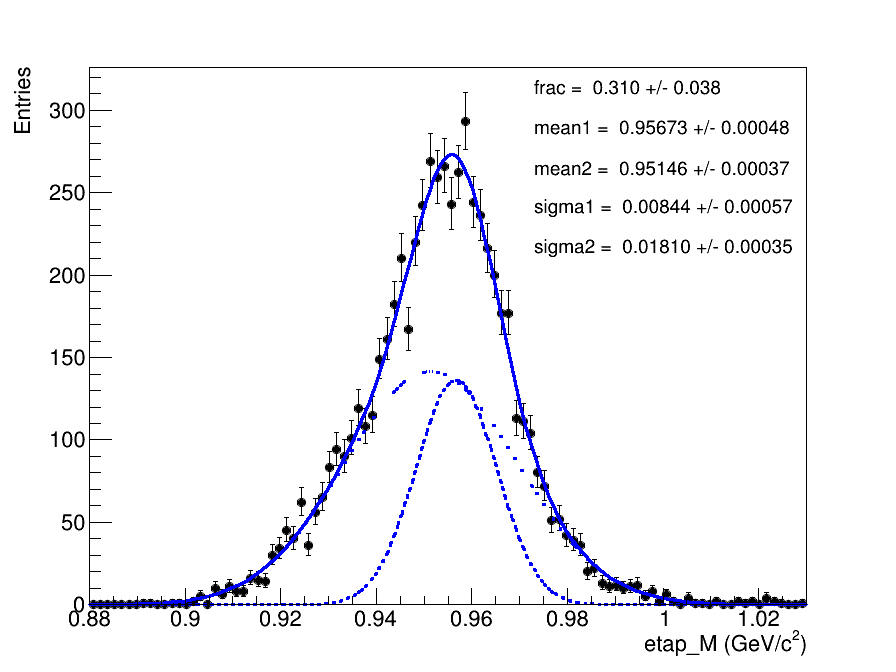 Entries
300
250
200
150
100
50
0
frac = 0.310 +/- 0.038
mean1 = 0.95673 +/- 0.00048
mean2 = 0.95146 +/- 0.00037
sigma1 = 0.00844 +/- 0.00057
sigma2 = 0.01810 +/- 0.00035
0.88 0.9 0.92 0.94 0.96 0.98 1 1.02
etap_M (GeV/c²)